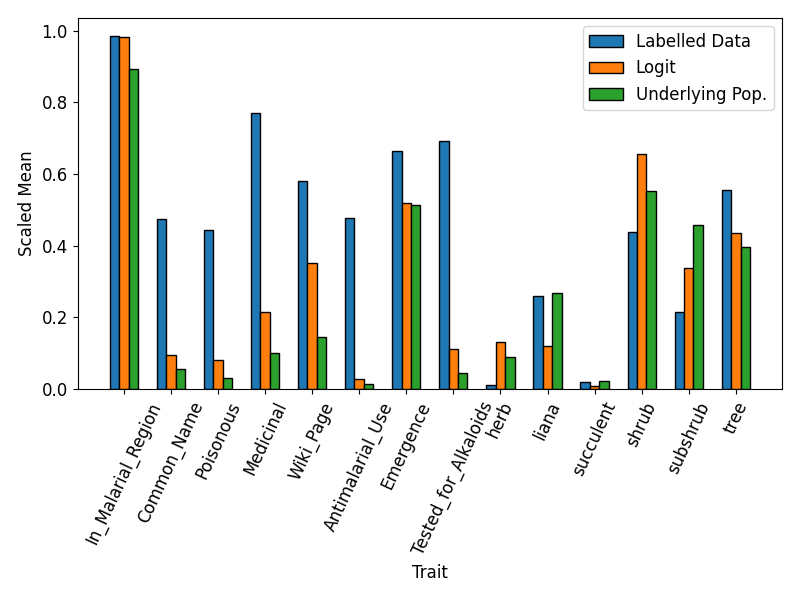 1.0
0.8
0.6
0.4
0.2
0.0
Scaled Mean
Labelled Data
Logit
Underlying Pop.
In_Malarial_Region
Common_Name
Poisonous
Medicinal
Wiki_Page
Antimalarial_Use
Emergence
Tested_for_Alkaloids
herb
liana
succulent
shrub
subshrub
tree
Trait